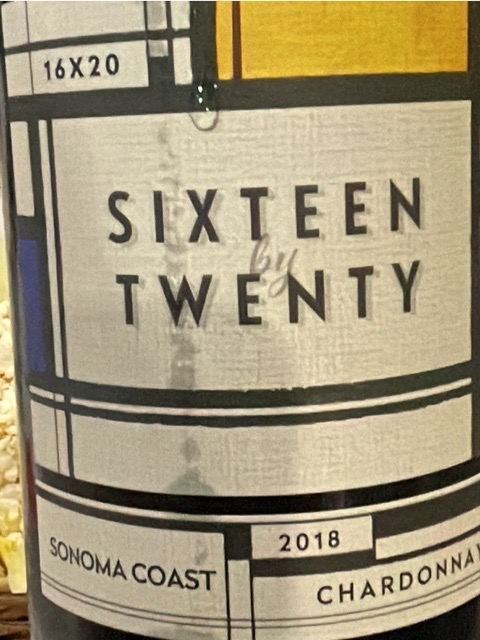 16X20
SIXTEEN
by
TWENTY
SONOMA COAST
2018
CHARDONNAY